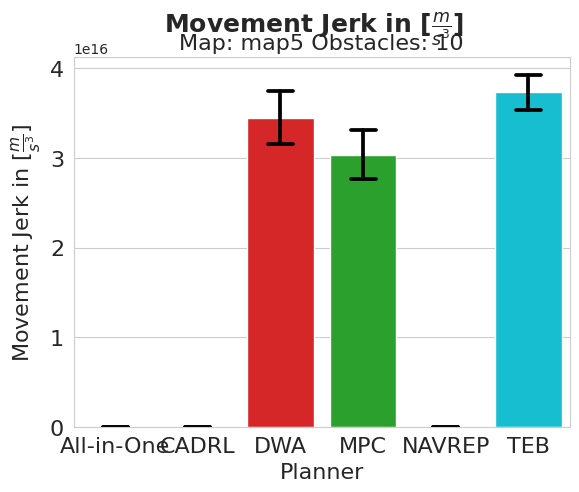 Movement Jerk in [m/s³]
Map: map5 Obstacles: 10
1e16
4
3
2
1
0
Movement Jerk in [m/s³]
All-in-One CADRL DWA MPC NAVREP TEB
Planner